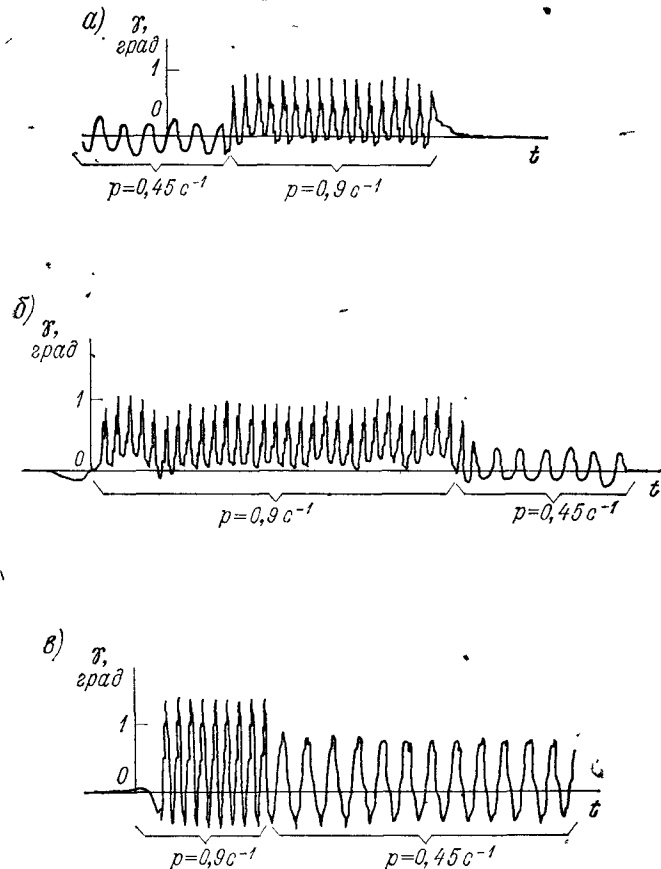 а) γ,
град
1
0
t
p=0,45 с⁻¹ p=0,9 с⁻¹
б) γ,
град
1
0
t
p=0,9 с⁻¹ p=0,45 с⁻¹
в) γ,
град
1
0
t
p=0,9 с⁻¹ p=0,45 с⁻¹